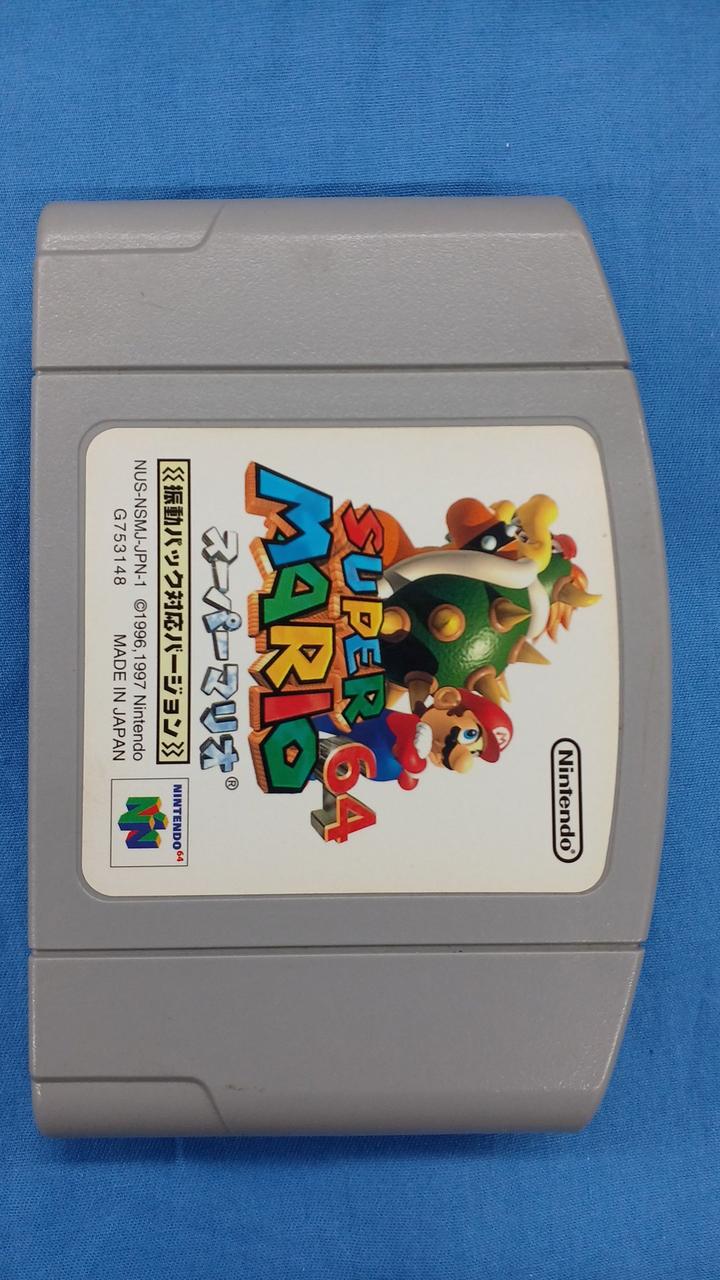 Nintendo®
SUPER
MARIO
64
スーパーマリオ®
振動パック対応バージョン
NUS-NSMJ-JPN-1 ©1996,1997 Nintendo
G753148 MADE IN JAPAN
NINTENDO64
M